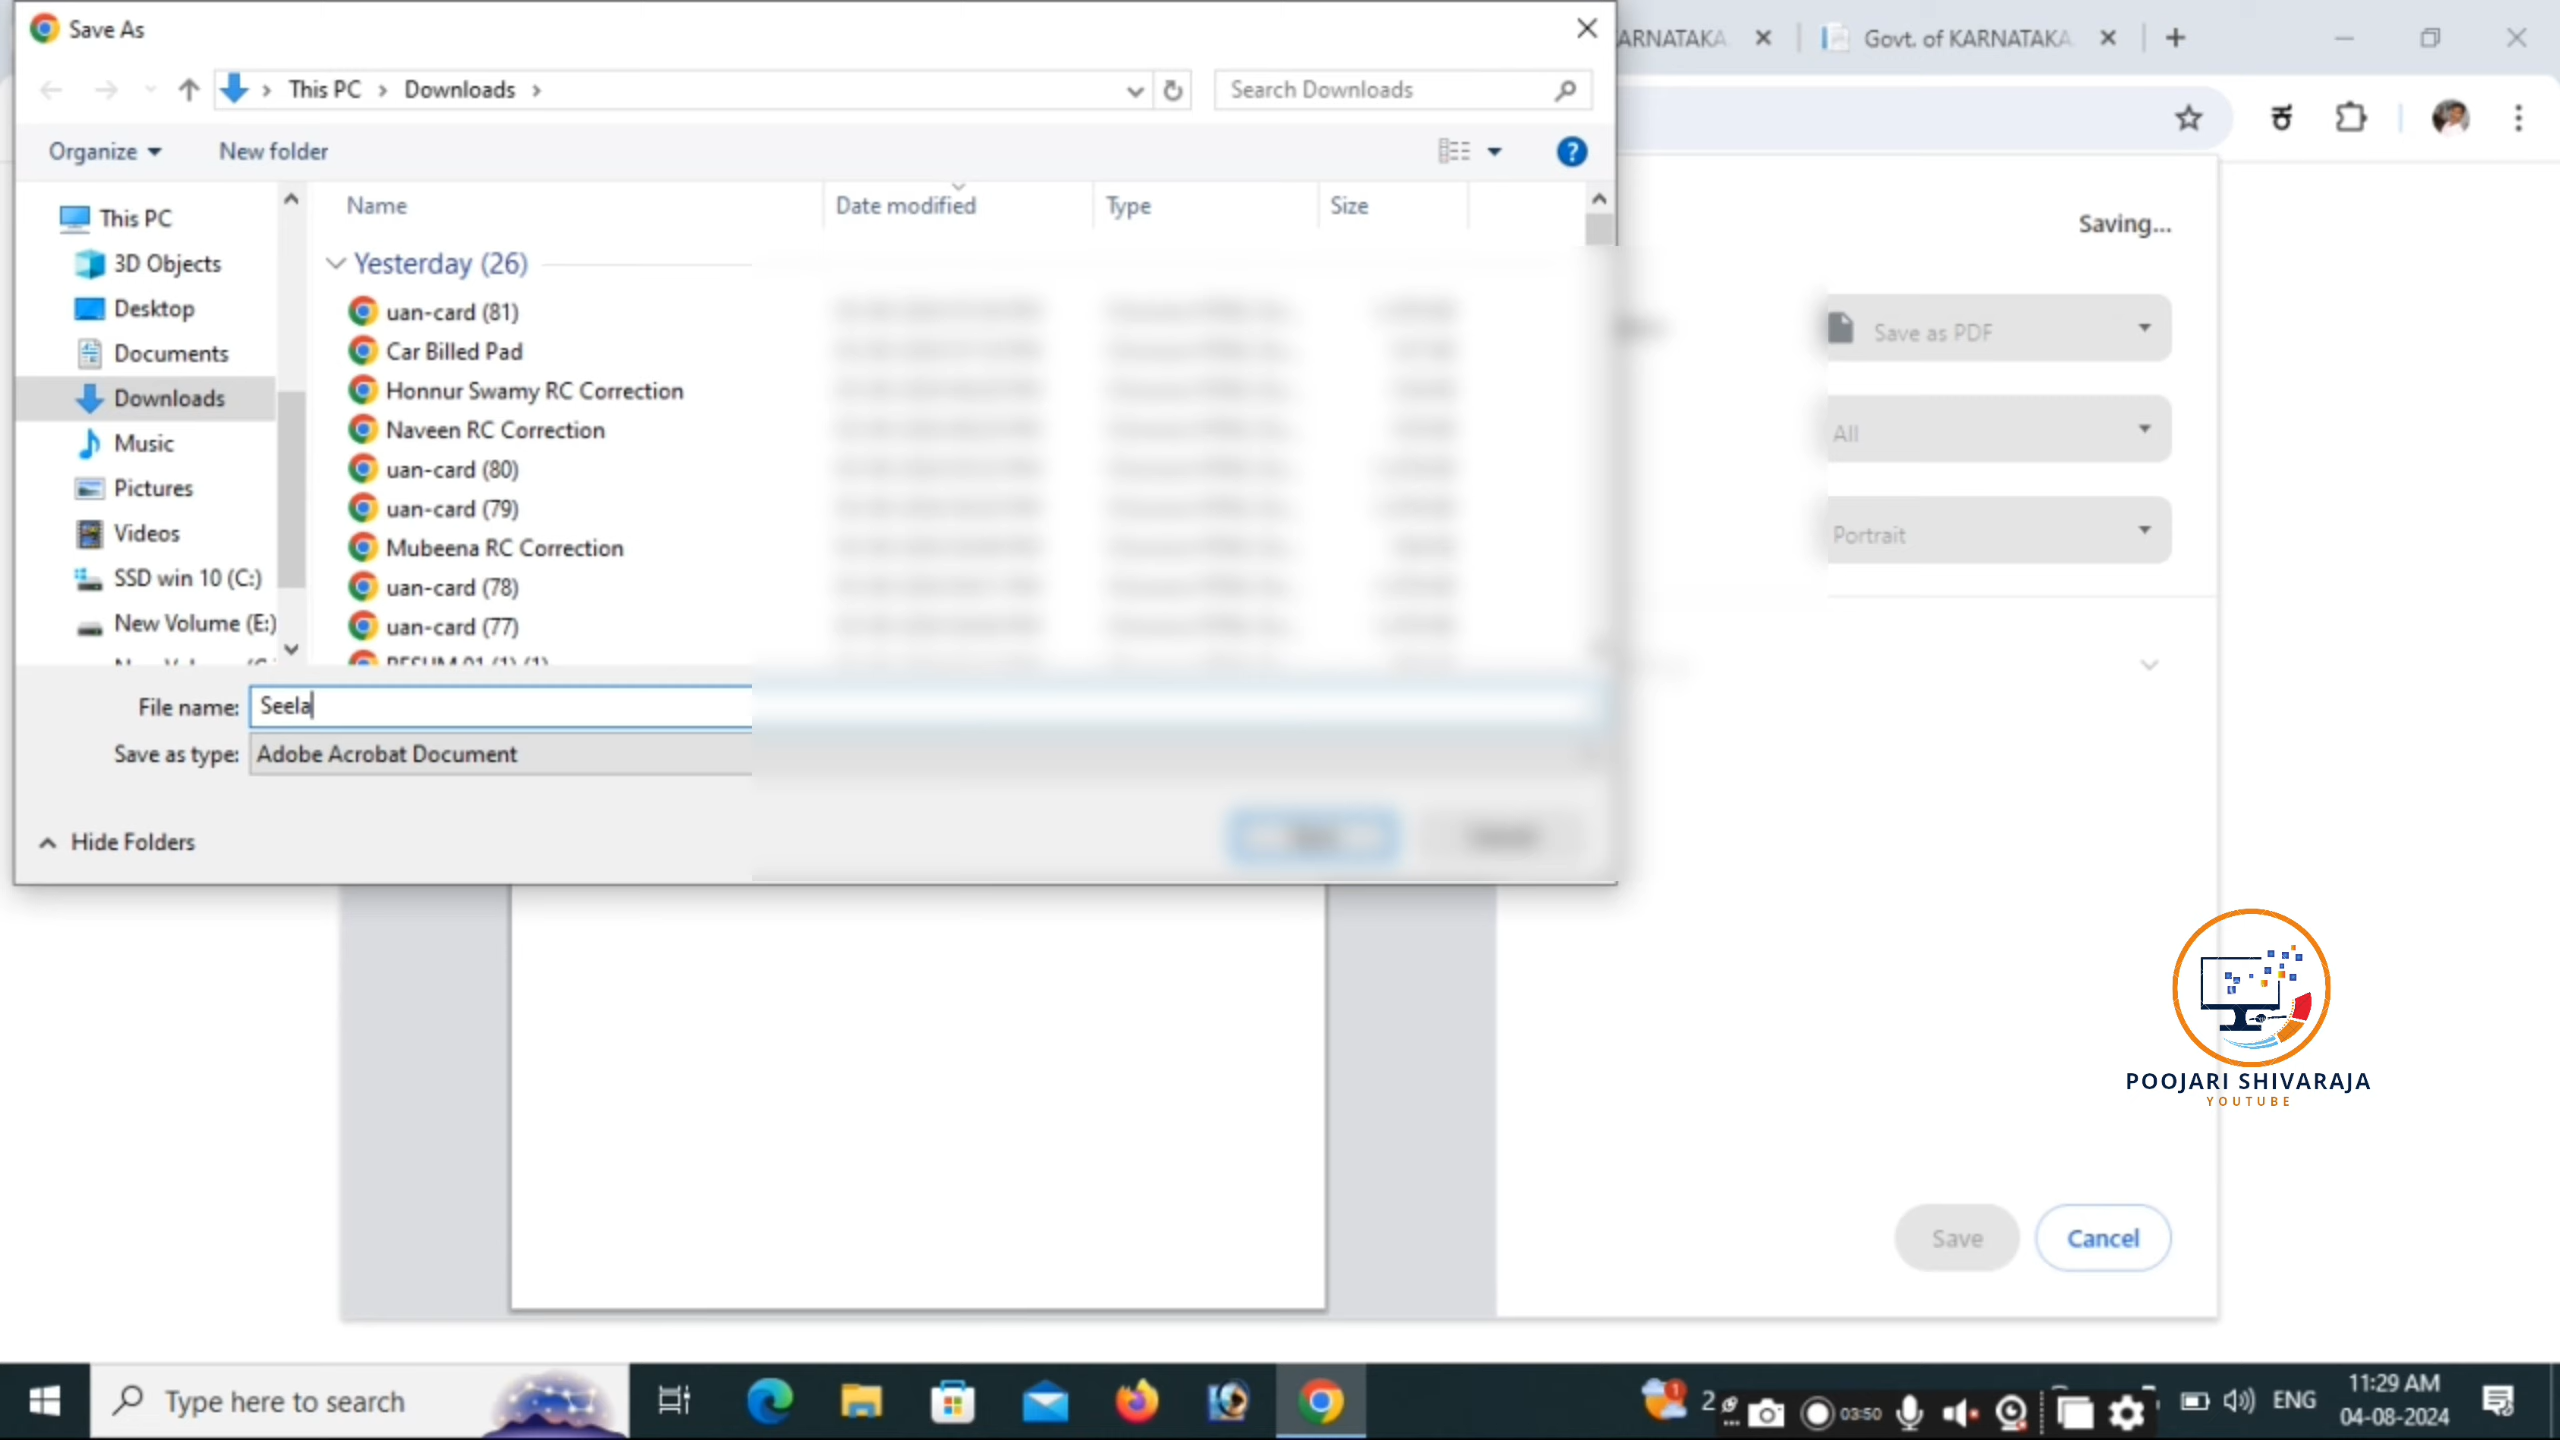 Save As
ARNATAKA
Govt. of KARNATAKA
This PC
Downloads
Search Downloads
Organize
New folder
Name
Date modified
Type
Size
This PC
3D Objects
Desktop
Documents
Downloads
Music
Pictures
Videos
SSD win 10 (C:)
New Volume (E:)
Yesterday (26)
uan-card (81)
Car Billed Pad
Honnur Swamy RC Correction
Naveen RC Correction
uan-card (80)
uan-card (79)
Mubeena RC Correction
uan-card (78)
uan-card (77)
File name: Seela
Save as type: Adobe Acrobat Document
Hide Folders
ಕ
Saving...
Save as PDF
All
Portrait
POOJARI SHIVARAJA
YOUTUBE
Save
Cancel
Type here to search
1
2
03:50
ENG
11:29 AM
04-08-2024